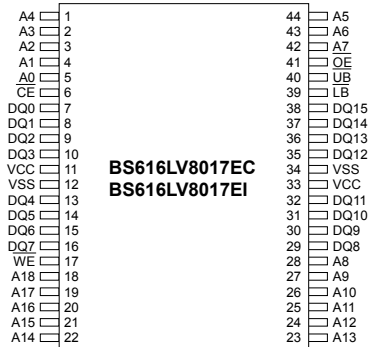 A4 1 44 A5
A3 2 43 A6
A2 3 42 A7
A1 4 41 OE
A0 5 40 UB
CE 6 39 LB
DQ0 7 38 DQ15
DQ1 8 37 DQ14
DQ2 9 36 DQ13
DQ3 10 35 DQ12
VCC 11 BS616LV8017EC 34 VSS
VSS 12 BS616LV8017EI 33 VCC
DQ4 13 32 DQ11
DQ5 14 31 DQ10
DQ6 15 30 DQ9
DQ7 16 29 DQ8
WE 17 28 A8
A18 18 27 A9
A17 19 26 A10
A16 20 25 A11
A15 21 24 A12
A14 22 23 A13